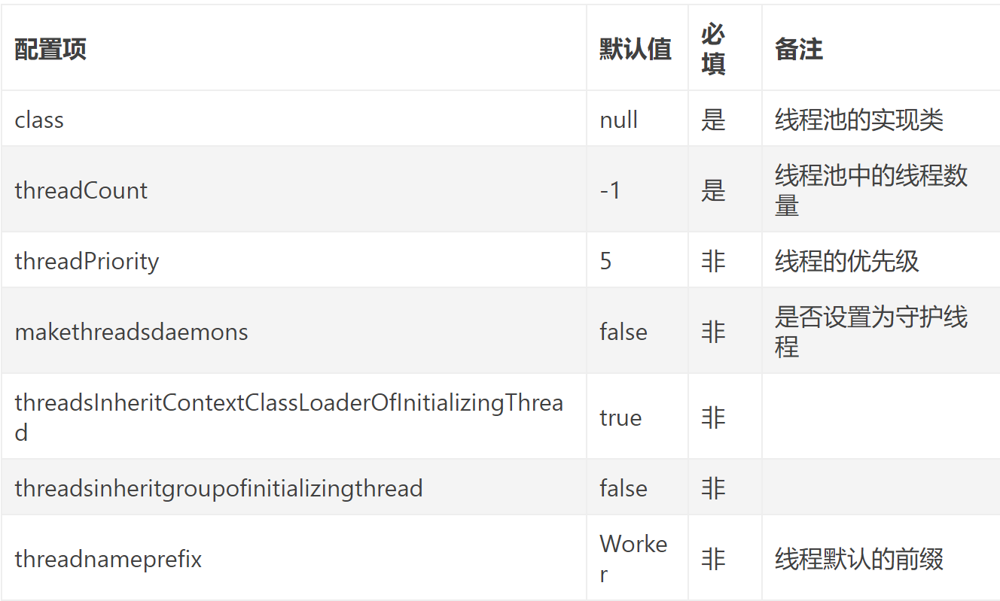 配置项 默认值 必填 备注
class null 是 线程池的实现类
threadCount -1 是 线程池中的线程数量
threadPriority 5 非 线程的优先级
makethreadsdaemons false 非 是否设置为守护线程
threadsInheritContextClassLoaderOfInitializingThread true 非
threadsinheritgroupofinitializingthread false 非
threadnameprefix Worker 非 线程默认的前缀